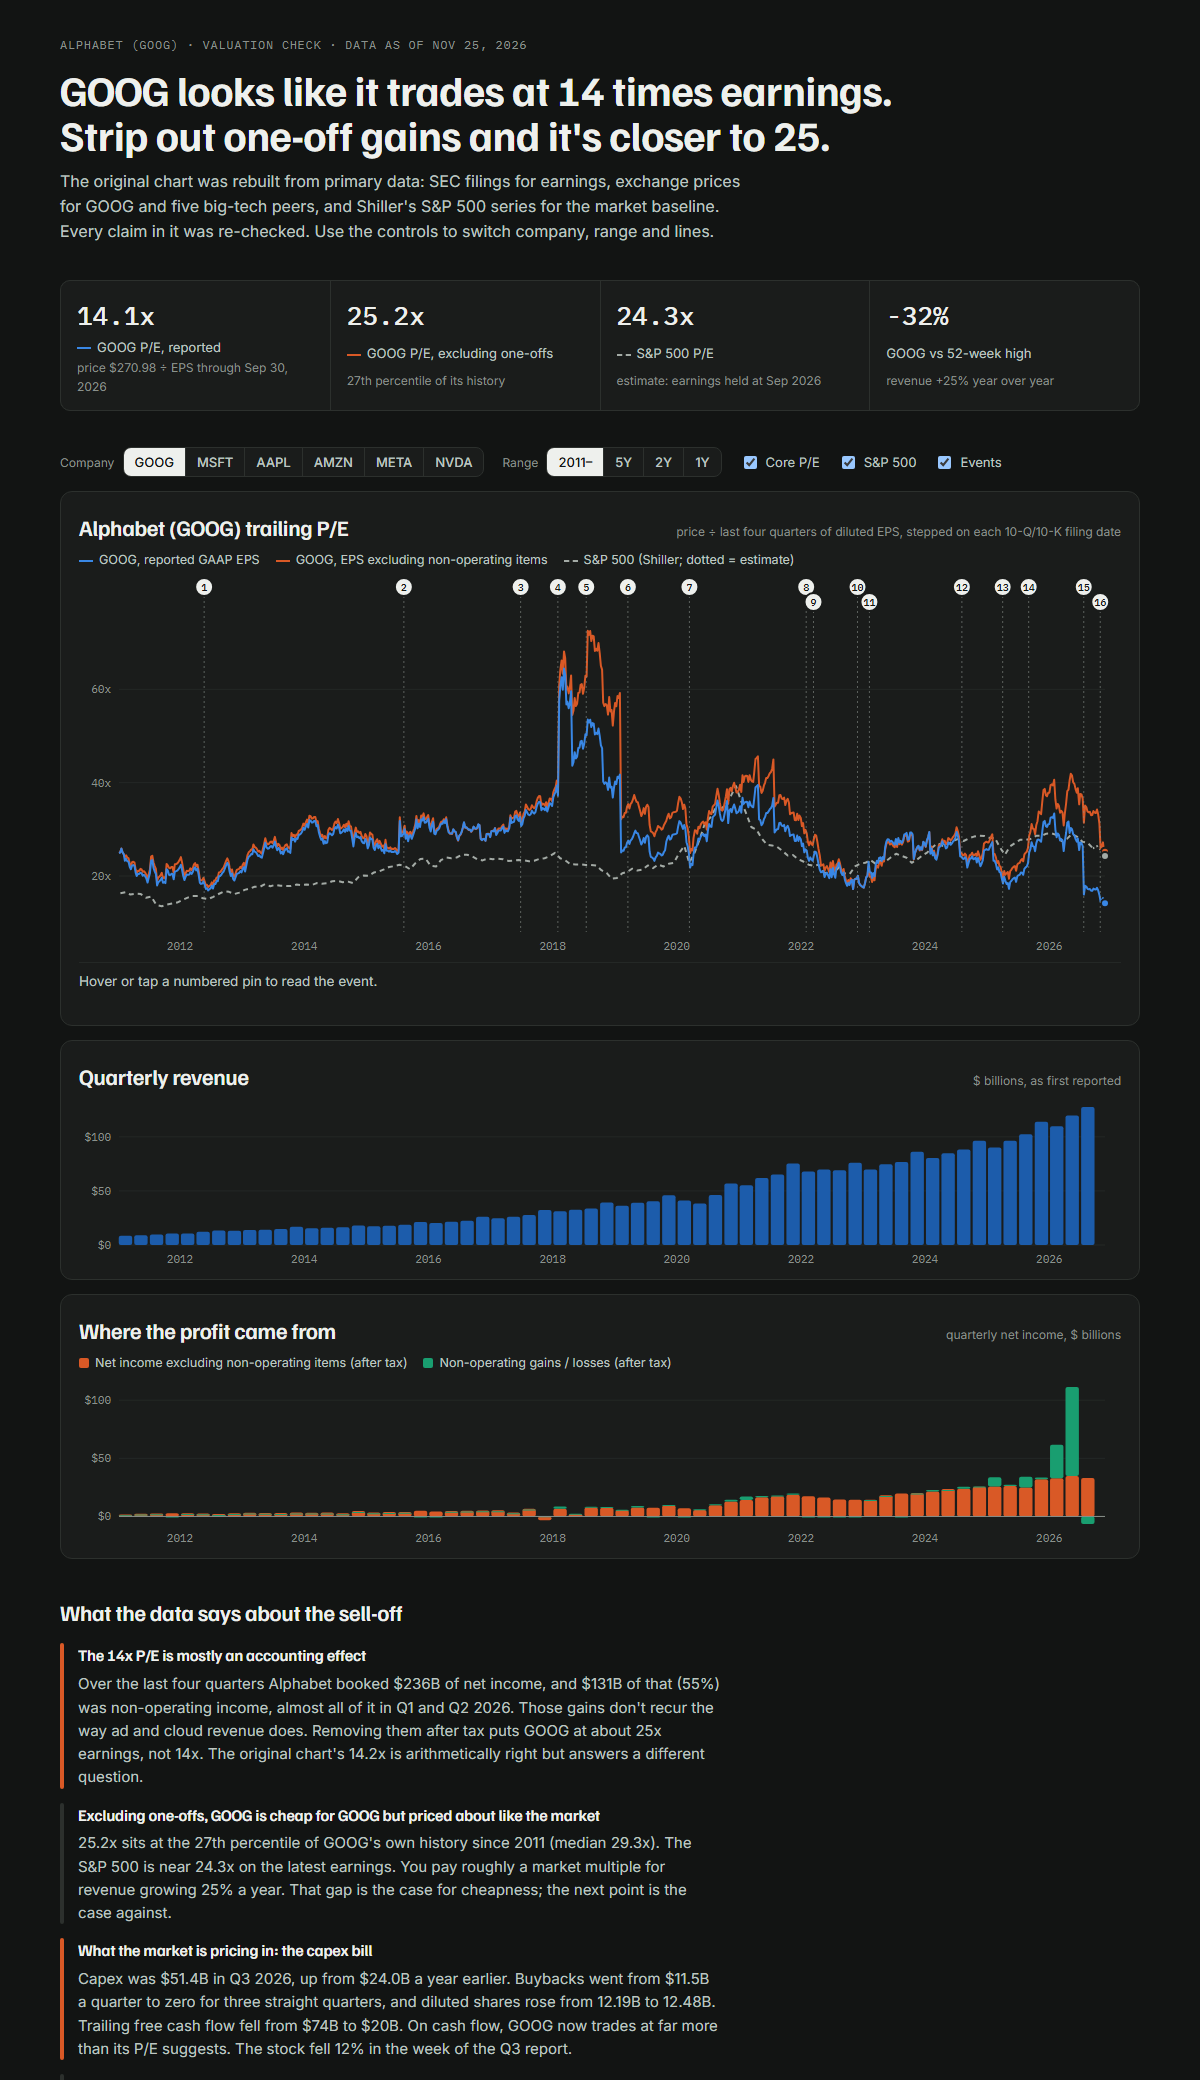 ALPHABET (GOOG) · VALUATION CHECK · DATA AS OF NOV 25, 2026
GOOG looks like it trades at 14 times earnings.
Strip out one-off gains and it's closer to 25.
The original chart was rebuilt from primary data: SEC filings for earnings, exchange prices
for GOOG and five big-tech peers, and Shiller's S&P 500 series for the market baseline.
Every claim in it was re-checked. Use the controls to switch company, range and lines.
14.1x
GOOG P/E, reported
price $270.98 ÷ EPS through Sep 30,
2026
25.2x
GOOG P/E, excluding one-offs
27th percentile of its history
24.3x
S&P 500 P/E
estimate: earnings held at Sep 2026
-32%
GOOG vs 52-week high
revenue +25% year over year
Company GOOG MSFT AAPL AMZN META NVDA Range 2011– 5Y 2Y 1Y Core P/E S&P 500 Events
Alphabet (GOOG) trailing P/E
price ÷ last four quarters of diluted EPS, stepped on each 10-Q/10-K filing date
GOOG, reported GAAP EPS GOOG, EPS excluding non-operating items S&P 500 (Shiller; dotted = estimate)
1 2 3 4 5 6 7 8 10 12 13 14 15
9 11 16
60x
40x
20x
2012 2014 2016 2018 2020 2022 2024 2026
Hover or tap a numbered pin to read the event.
Quarterly revenue
$ billions, as first reported
$100
$50
$0
2012 2014 2016 2018 2020 2022 2024 2026
Where the profit came from
quarterly net income, $ billions
Net income excluding non-operating items (after tax) Non-operating gains / losses (after tax)
$100
$50
$0
2012 2014 2016 2018 2020 2022 2024 2026
What the data says about the sell-off
The 14x P/E is mostly an accounting effect
Over the last four quarters Alphabet booked $236B of net income, and $131B of that (55%)
was non-operating income, almost all of it in Q1 and Q2 2026. Those gains don't recur the
way ad and cloud revenue does. Removing them after tax puts GOOG at about 25x
earnings, not 14x. The original chart's 14.2x is arithmetically right but answers a different
question.
Excluding one-offs, GOOG is cheap for GOOG but priced about like the market
25.2x sits at the 27th percentile of GOOG's own history since 2011 (median 29.3x). The
S&P 500 is near 24.3x on the latest earnings. You pay roughly a market multiple for
revenue growing 25% a year. That gap is the case for cheapness; the next point is the
case against.
What the market is pricing in: the capex bill
Capex was $51.4B in Q3 2026, up from $24.0B a year earlier. Buybacks went from $11.5B
a quarter to zero for three straight quarters, and diluted shares rose from 12.19B to 12.48B.
Trailing free cash flow fell from $74B to $20B. On cash flow, GOOG now trades at far more
than its P/E suggests. The stock fell 12% in the week of the Q3 report.